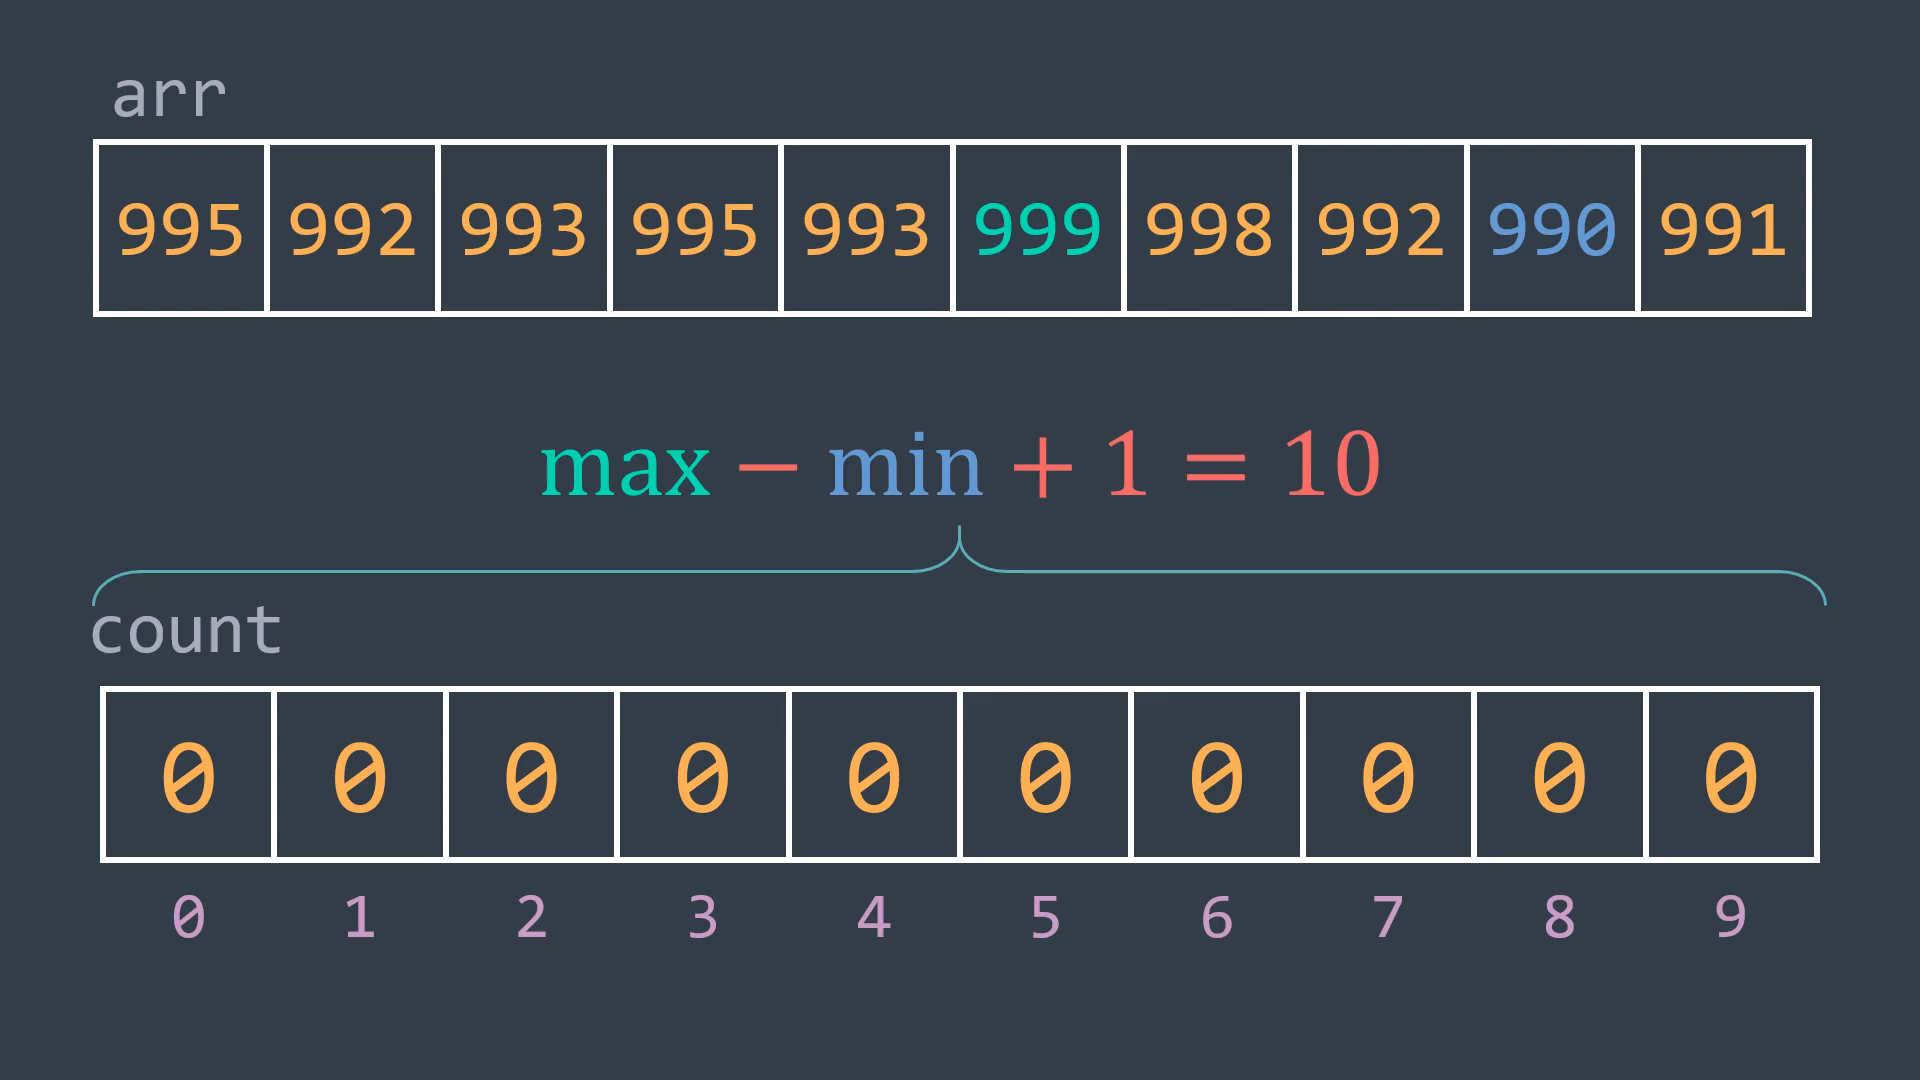 arr
995 992 993 995 993 999 998 992 990 991
max − min + 1 = 10
count
0 0 0 0 0 0 0 0 0 0
0 1 2 3 4 5 6 7 8 9